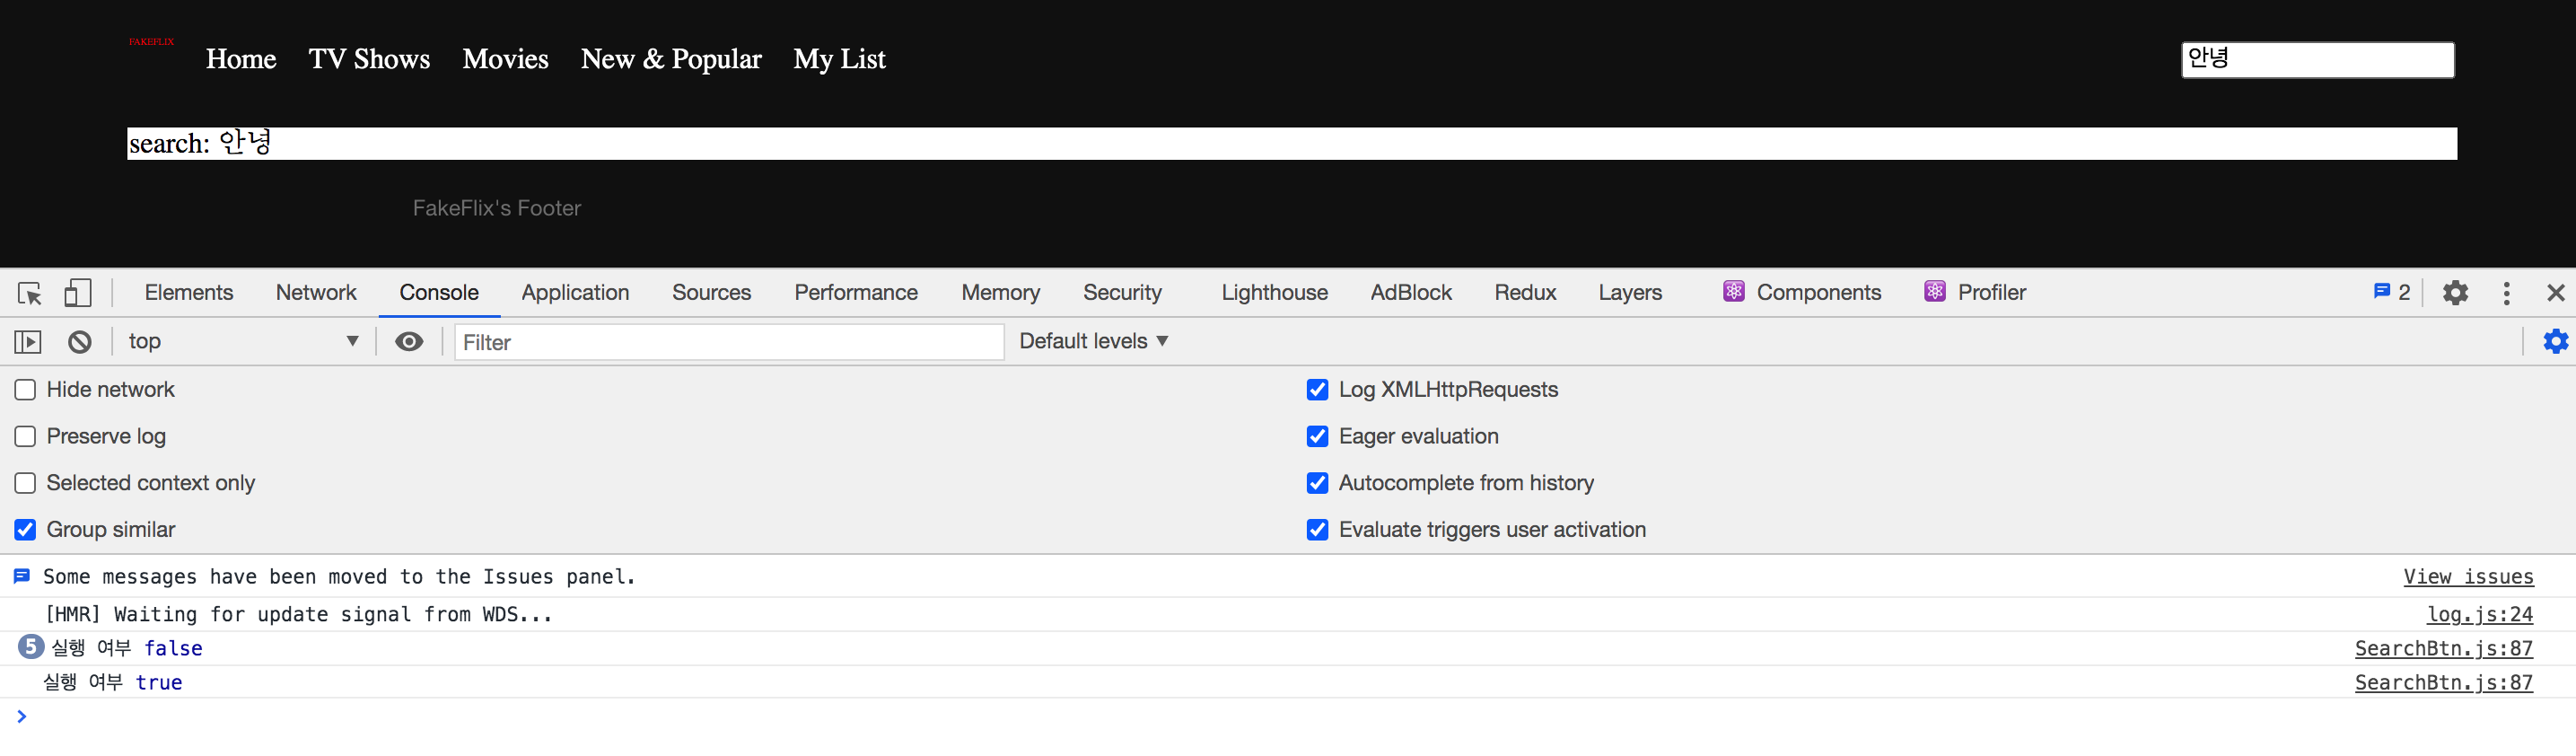 FAKEFLIX Home TV Shows Movies New & Popular My List 안녕
search: 안녕
FakeFlix's Footer
Elements Network Console Application Sources Performance Memory Security Lighthouse AdBlock Redux Layers Components Profiler 2
top Filter Default levels
Hide network Log XMLHttpRequests
Preserve log Eager evaluation
Selected context only Autocomplete from history
Group similar Evaluate triggers user activation
Some messages have been moved to the Issues panel. View issues
[HMR] Waiting for update signal from WDS... log.js:24
5 실행 여부 false SearchBtn.js:87
실행 여부 true SearchBtn.js:87